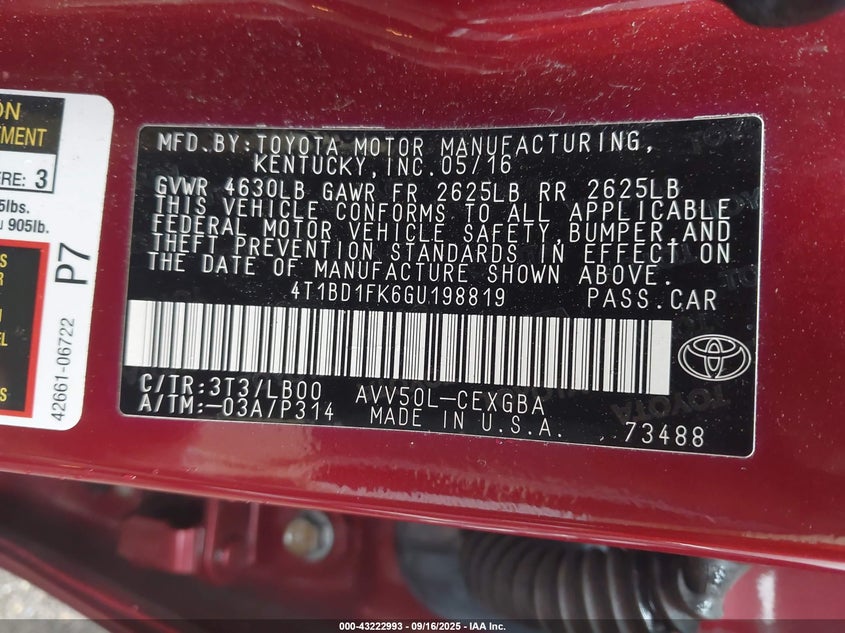 ON
TMENT
RE: 3
5lbs.
905lb.
S
R
N
EL
S
P7
42661-06722
MFD.BY:TOYOTA MOTOR MANUFACTURING,
KENTUCKY,INC.05/16
GVWR 4630LB GAWR FR 2625LB RR 2625LB
THIS VEHICLE CONFORMS TO ALL APPLICABLE
FEDERAL MOTOR VEHICLE SAFETY,BUMPER,AND
THEFT PREVENTION STANDARDS IN EFFECT ON
THE DATE OF MANUFACTURE SHOWN ABOVE.
4T1BD1FK6GU198819 PASS.CAR
C/TR:3T3/LB00 AVV50L-CEXGBA
A/TM:-03A/P314 MADE IN U.S.A. 73488
000-43222993 - 09/16/2025 - IAA Inc.